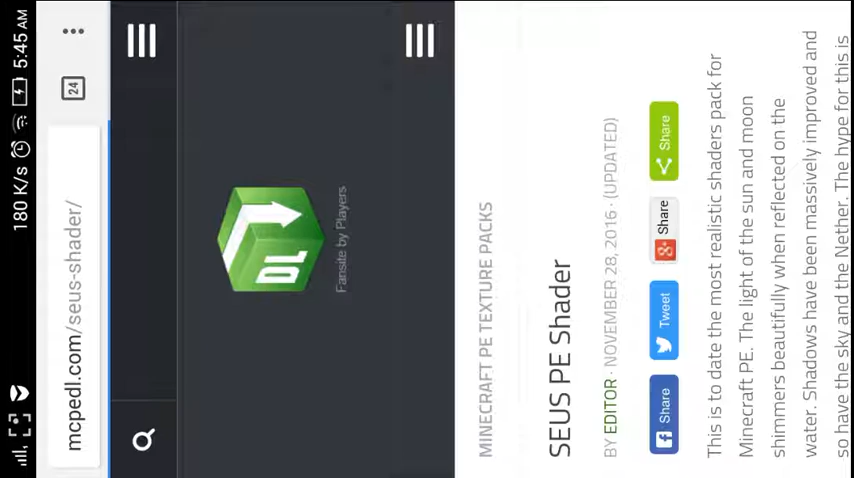 180 K/s 5:45 AM
mcpedl.com/seus-shader/
24
DL
Fansite by Players
MINECRAFT PE TEXTURE PACKS
SEUS PE Shader
BY EDITOR · NOVEMBER 28, 2016 · (UPDATED)
Share Tweet Share Share
This is to date the most realistic shaders pack for
Minecraft PE. The light of the sun and moon
shimmers beautifully when reflected on the
water. Shadows have been massively improved and
so have the sky and the Nether. The hype for this is